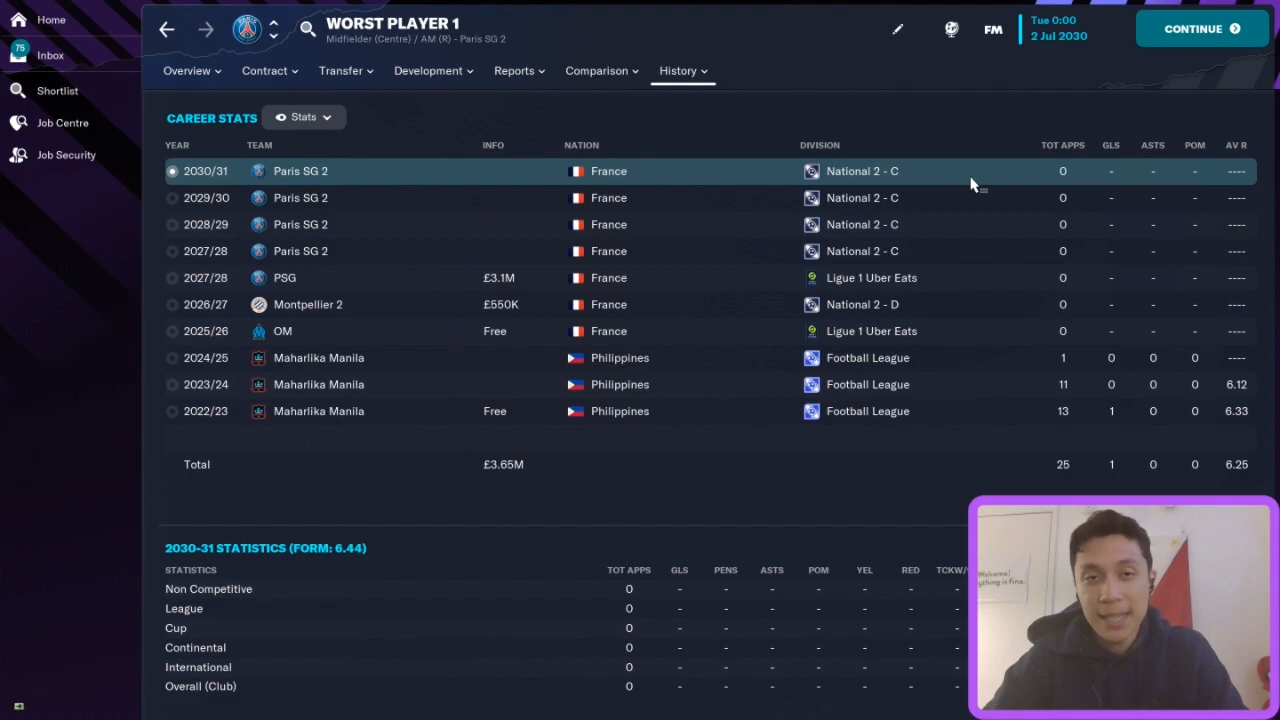 Home
75
Inbox
Shortlist
Job Centre
Job Security
WORST PLAYER 1
Midfielder (Centre) / AM (R) - Paris SG 2
FM
Tue 0:00
2 Jul 2030
CONTINUE
Overview Contract Transfer Development Reports Comparison History
CAREER STATS Stats
YEAR TEAM INFO NATION DIVISION TOT APPS GLS ASTS POM AV R
2030/31 Paris SG 2 France National 2 - C 0 - - - ----
2029/30 Paris SG 2 France National 2 - C 0 - - - ----
2028/29 Paris SG 2 France National 2 - C 0 - - - ----
2027/28 Paris SG 2 France National 2 - C 0 - - - ----
2027/28 PSG £3.1M France Ligue 1 Uber Eats 0 - - - ----
2026/27 Montpellier 2 £550K France National 2 - D 0 - - - ----
2025/26 OM Free France Ligue 1 Uber Eats 0 - - - ----
2024/25 Maharlika Manila Philippines Football League 1 0 0 0 ----
2023/24 Maharlika Manila Philippines Football League 11 0 0 0 6.12
2022/23 Maharlika Manila Free Philippines Football League 13 1 0 0 6.33
Total £3.65M 25 1 0 0 6.25
2030-31 STATISTICS (FORM: 6.44)
STATISTICS TOT APPS GLS PENS ASTS POM YEL RED TCKW/
Non Competitive 0 - - - - - - -
League 0 - - - - - - -
Cup 0 - - - - - - -
Continental 0 - - - - - - -
International 0 - - - - - - -
Overall (Club) 0 - - - - - - -
Welcome!
ything is fine.